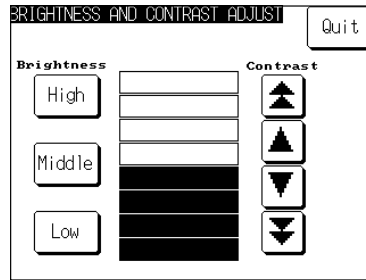 BRIGHTNESS AND CONTRAST ADJUST
Quit
Brightness
Contrast
High
Middle
Low